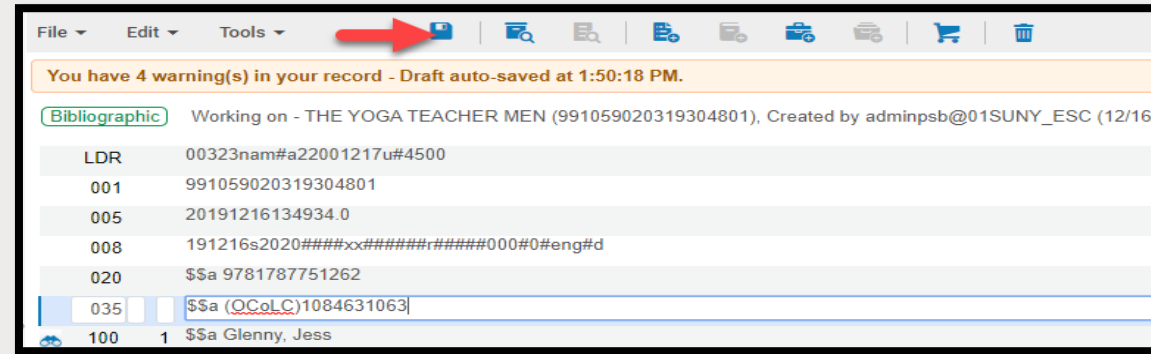 File Edit Tools
You have 4 warning(s) in your record - Draft auto-saved at 1:50:18 PM.
Bibliographic Working on - THE YOGA TEACHER MEN (991059020319304801), Created by adminpsb@01SUNY_ESC (12/16
LDR 00323nam#a22001217u#4500
001 991059020319304801
005 20191216134934.0
008 191216s2020####xx######r#####000#0#eng#d
020 $$a 9781787751262
035 $$a (OCoLC)1084631063
100 1 $$a Glenny, Jess